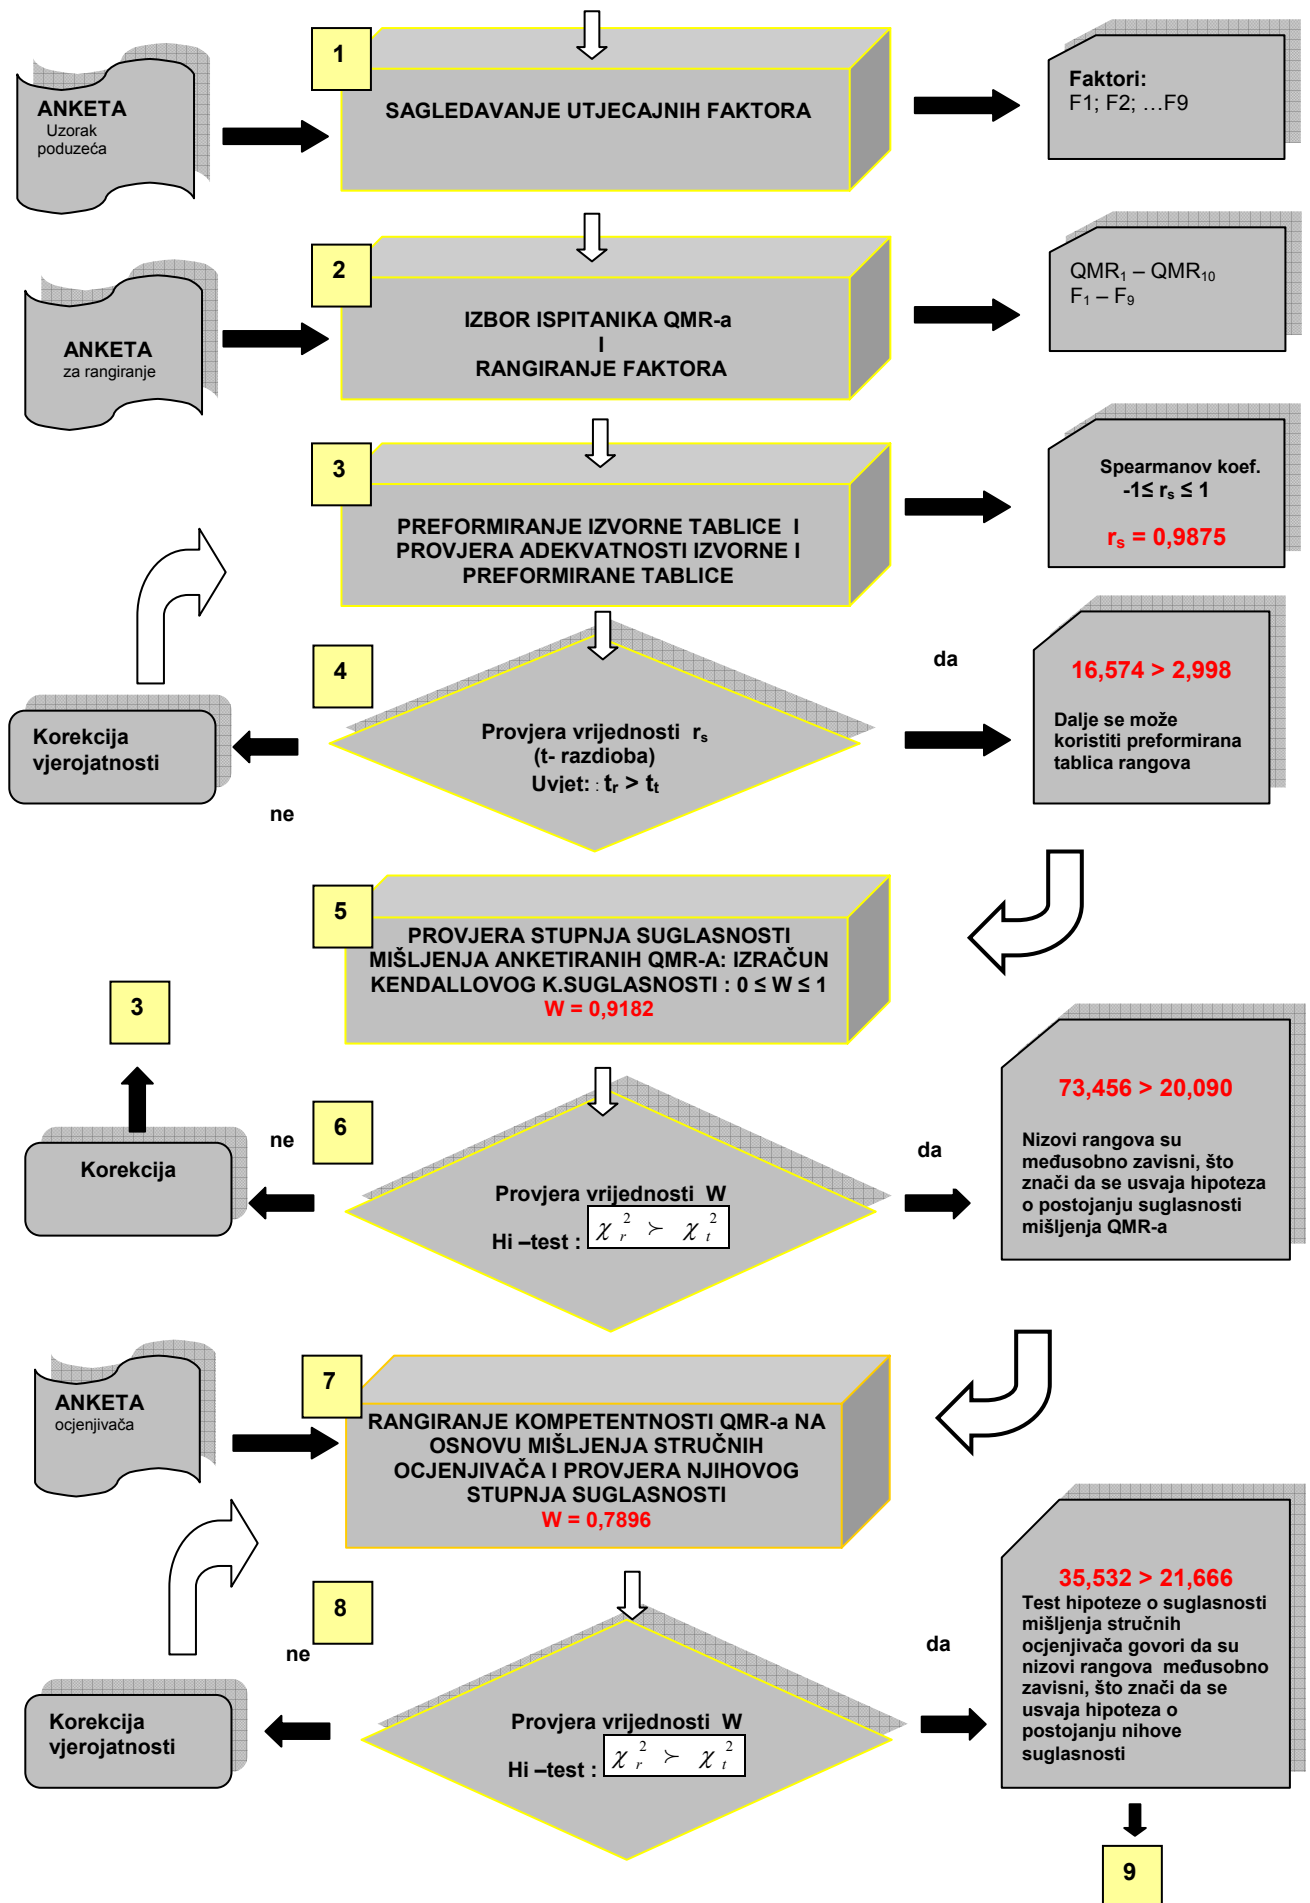 1
ANKETA
Uzorak
poduzeća
SAGLEDAVANJE UTJECAJNIH FAKTORA
Faktori:
F1; F2; …F9
2
ANKETA
za rangiranje
IZBOR ISPITANIKA QMR-a
I
RANGIRANJE FAKTORA
QMR₁ – QMR₁₀
F₁ – F₉
3
PREFORMIRANJE IZVORNE TABLICE I
PROVJERA ADEKVATNOSTI IZVORNE I
PREFORMIRANE TABLICE
Spearmanov koef.
-1≤ rₛ ≤ 1
rₛ = 0,9875
4
Korekcija
vjerojatnosti
ne
Provjera vrijednosti rₛ
(t- razdioba)
Uvjet: : tᵣ > tₜ
da
16,574 > 2,998
Dalje se može
koristiti preformirana
tablica rangova
5
PROVJERA STUPNJA SUGLASNOSTI
MIŠLJENJA ANKETIRANIH QMR-A: IZRAČUN
KENDALLOVOG K.SUGLASNOSTI : 0 ≤ W ≤ 1
W = 0,9182
3
Korekcija
ne
6
Provjera vrijednosti W
Hi –test : χᵣ² ≻ χₜ²
da
73,456 > 20,090
Nizovi rangova su
međusobno zavisni, što
znači da se usvaja hipoteza
o postojanju suglasnosti
mišljenja QMR-a
7
ANKETA
ocjenjivača
RANGIRANJE KOMPETENTNOSTI QMR-a NA
OSNOVU MIŠLJENJA STRUČNIH
OCJENJIVAČA I PROVJERA NJIHOVOG
STUPNJA SUGLASNOSTI
W = 0,7896
8
ne
Korekcija
vjerojatnosti
Provjera vrijednosti W
Hi –test : χᵣ² ≻ χₜ²
da
35,532 > 21,666
Test hipoteze o suglasnosti
mišljenja stručnih
ocjenjivača govori da su
nizovi rangova međusobno
zavisni, što znači da se
usvaja hipoteza o
postojanju nihove
suglasnosti
9